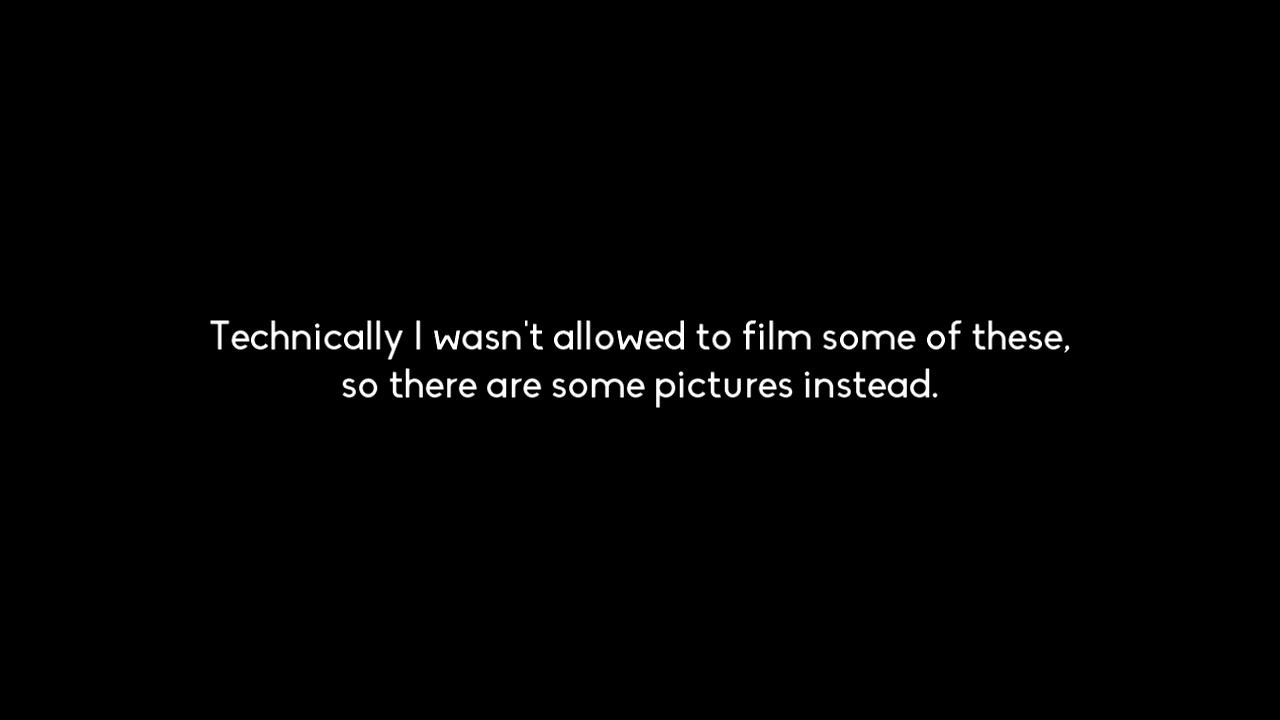 Technically I wasn't allowed to film some of these,
so there are some pictures instead.